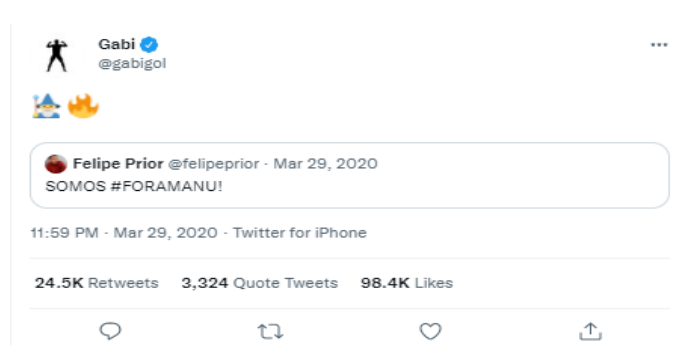 Gabi
@gabigol
🧙‍♂️🔥
Felipe Prior @felipeprior · Mar 29, 2020
SOMOS #FORAMANU!
11:59 PM · Mar 29, 2020 · Twitter for iPhone
24.5K Retweets 3,324 Quote Tweets 98.4K Likes